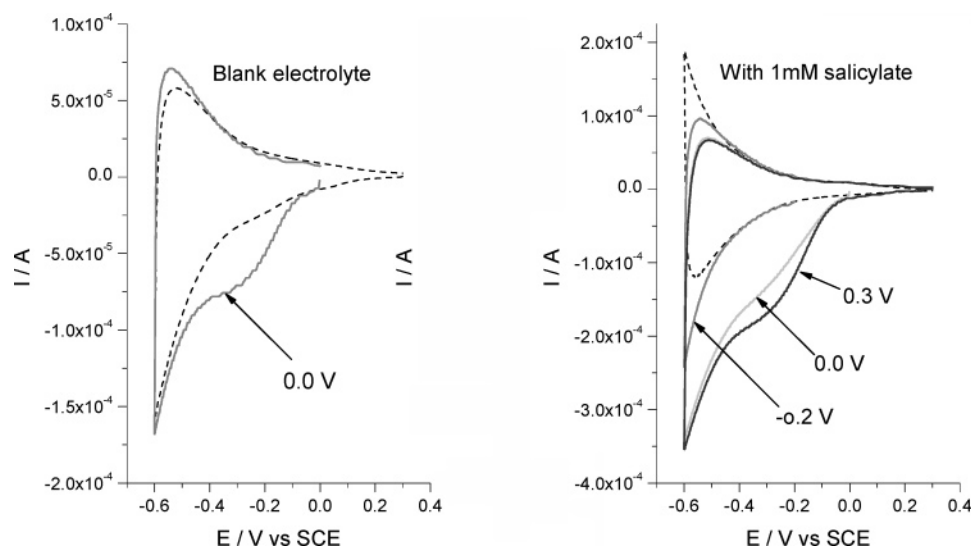 Blank electrolyte
1.0x10⁻⁴
5.0x10⁻⁵
0.0
-5.0x10⁻⁵
-1.0x10⁻⁴
-1.5x10⁻⁴
-2.0x10⁻⁴
I / A
0.0 V
-0.6 -0.4 -0.2 0.0 0.2 0.4
E / V vs SCE
With 1mM salicylate
2.0x10⁻⁴
1.0x10⁻⁴
0.0
-1.0x10⁻⁴
-2.0x10⁻⁴
-3.0x10⁻⁴
-4.0x10⁻⁴
I / A
0.3 V
0.0 V
-o.2 V
-0.6 -0.4 -0.2 0.0 0.2 0.4
E / V vs SCE